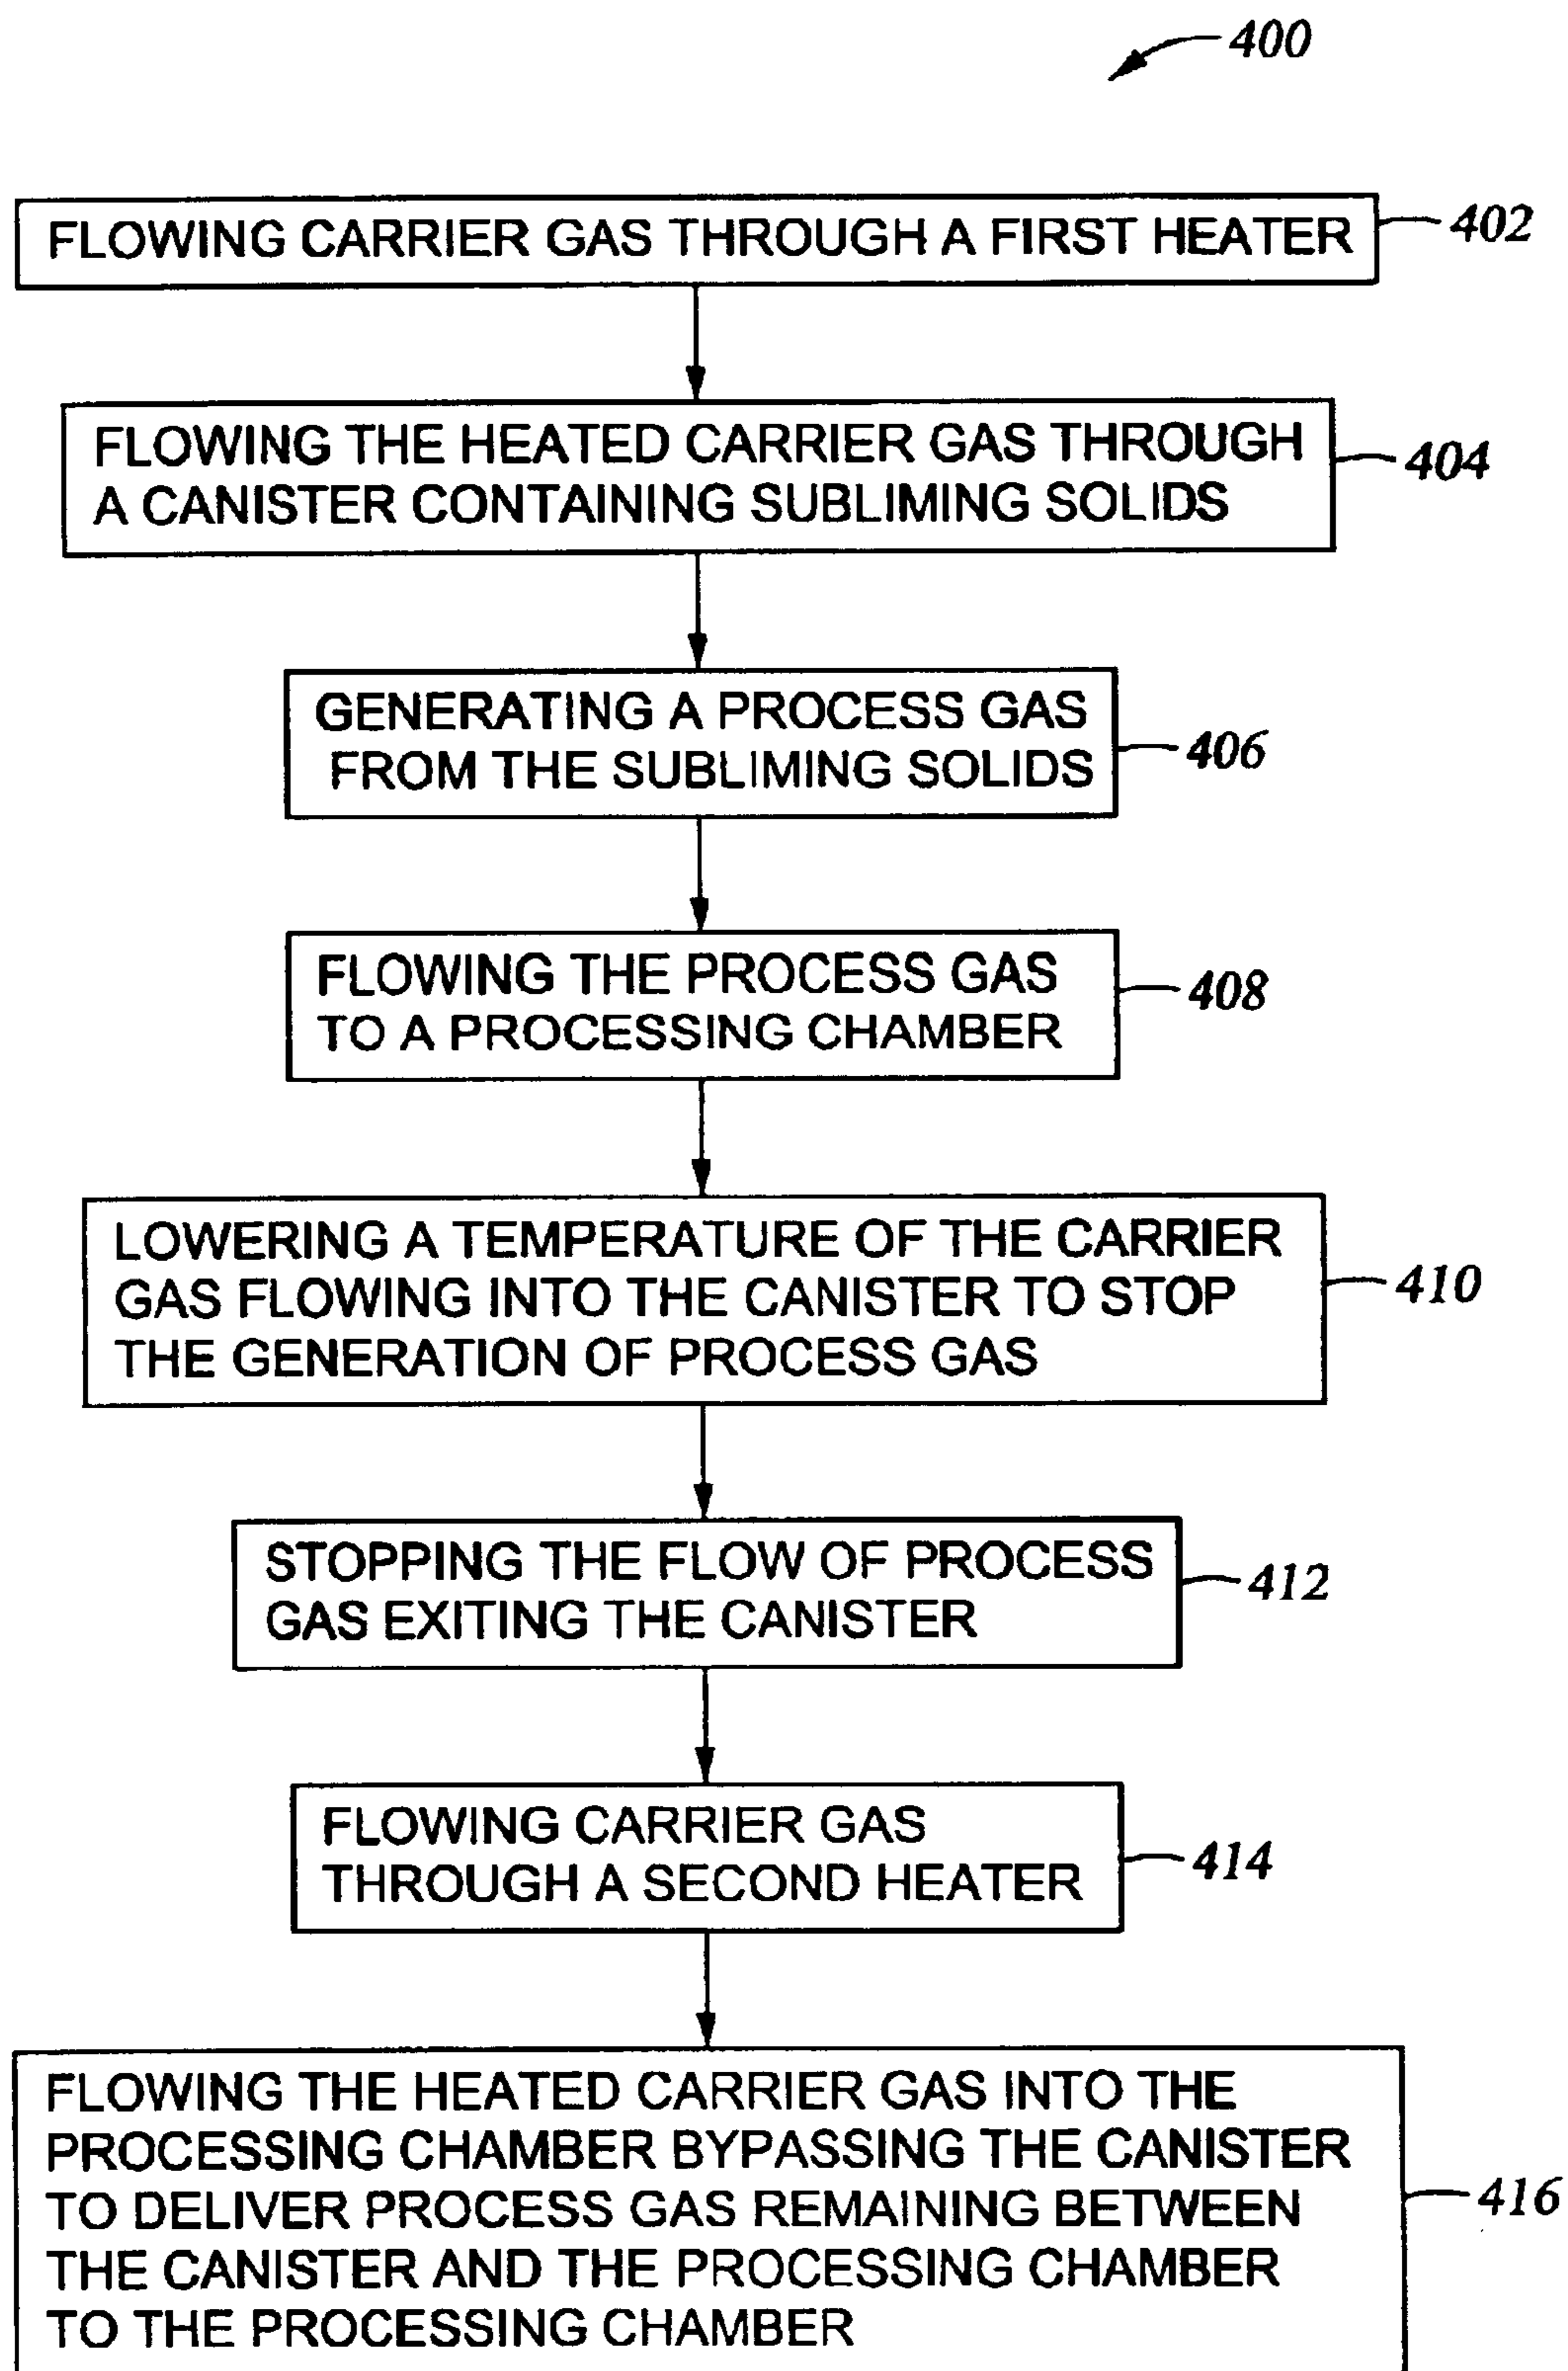 400
FLOWING CARRIER GAS THROUGH A FIRST HEATER
402
FLOWING THE HEATED CARRIER GAS THROUGH
A CANISTER CONTAINING SUBLIMING SOLIDS
404
GENERATING A PROCESS GAS
FROM THE SUBLIMING SOLIDS
406
FLOWING THE PROCESS GAS
TO A PROCESSING CHAMBER
408
LOWERING A TEMPERATURE OF THE CARRIER
GAS FLOWING INTO THE CANISTER TO STOP
THE GENERATION OF PROCESS GAS
410
STOPPING THE FLOW OF PROCESS
GAS EXITING THE CANISTER
412
FLOWING CARRIER GAS
THROUGH A SECOND HEATER
414
FLOWING THE HEATED CARRIER GAS INTO THE
PROCESSING CHAMBER BYPASSING THE CANISTER
TO DELIVER PROCESS GAS REMAINING BETWEEN
THE CANISTER AND THE PROCESSING CHAMBER
TO THE PROCESSING CHAMBER
416